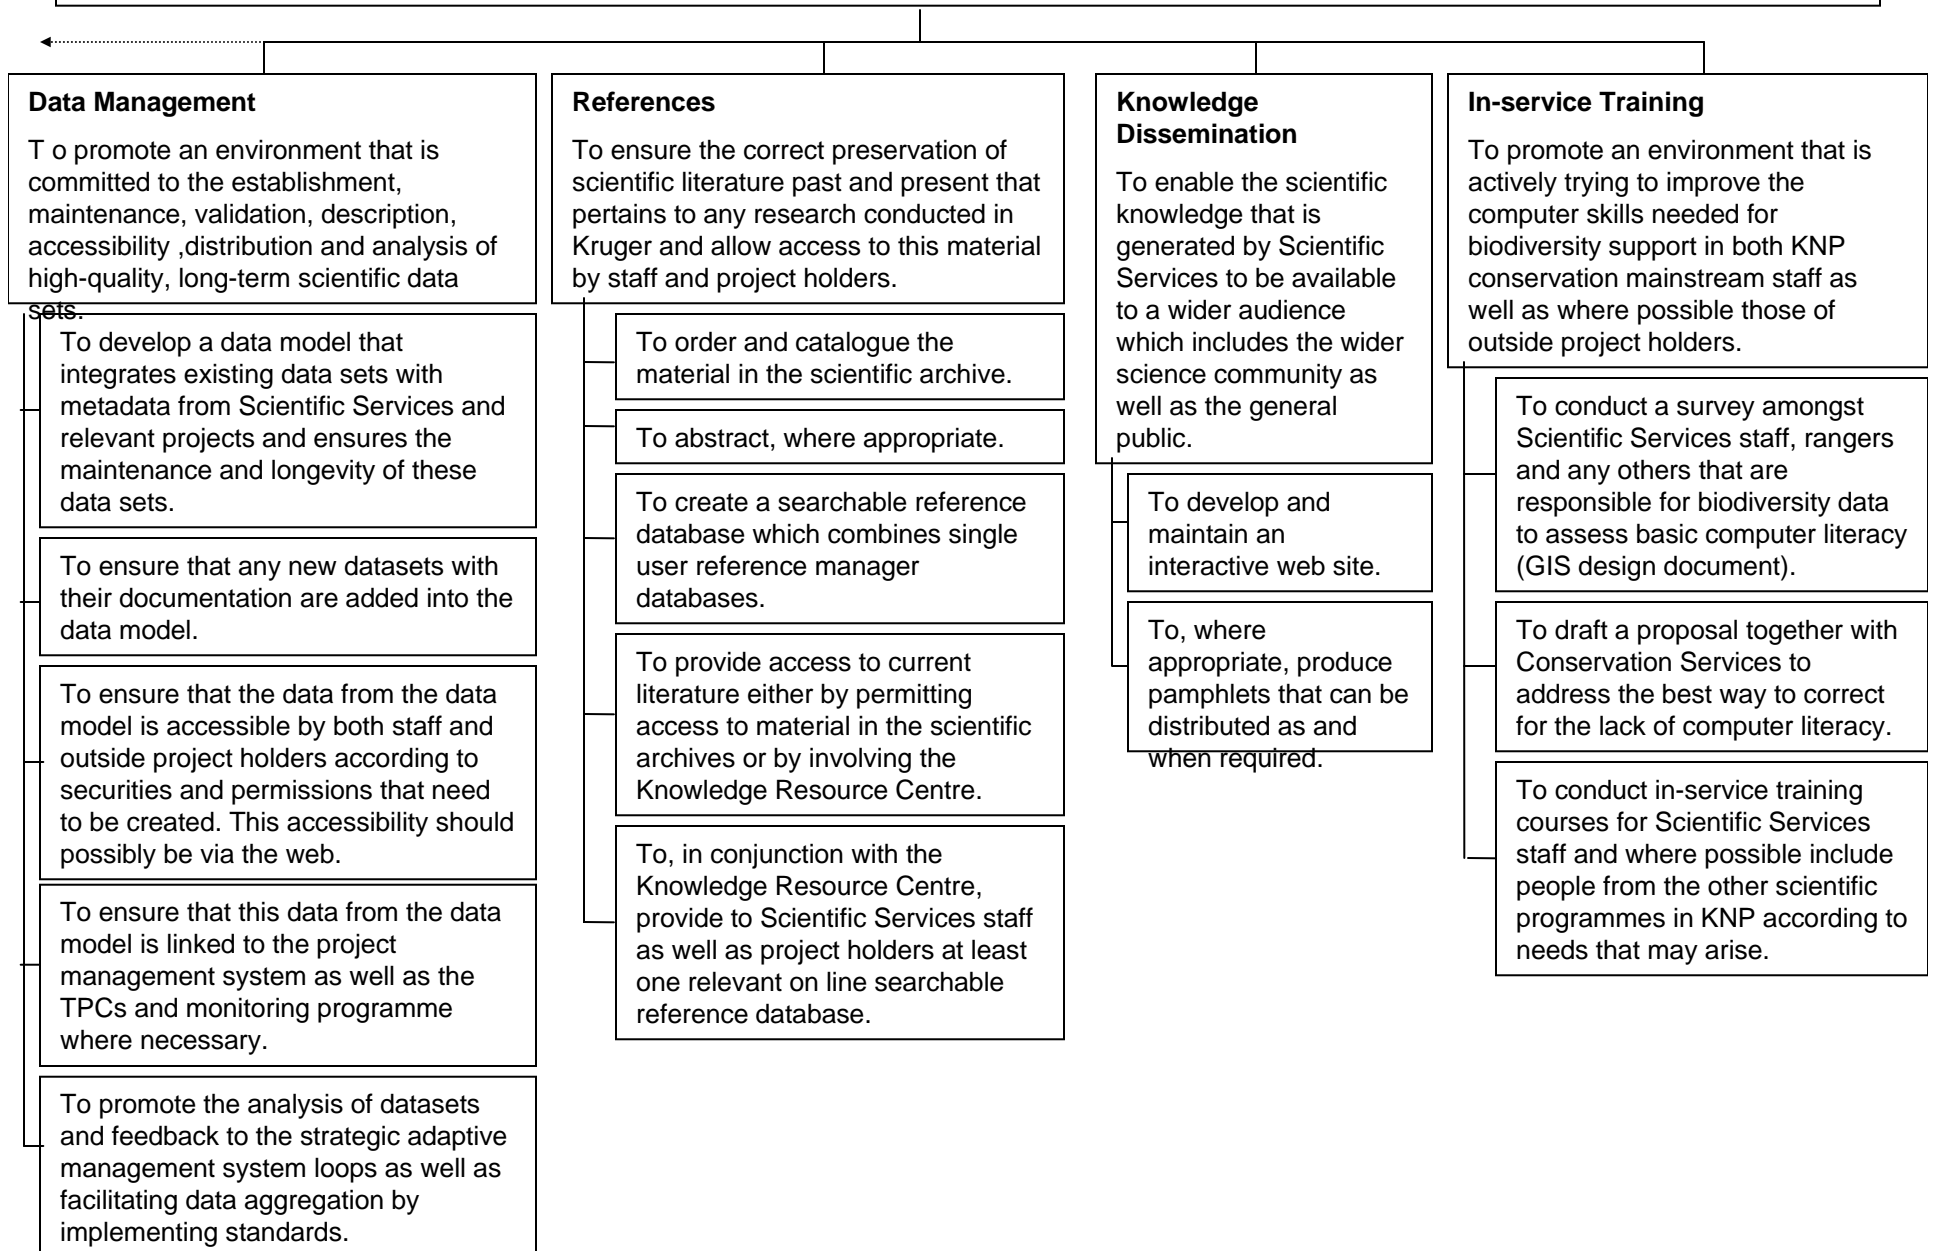 Data Management
T o promote an environment that is
committed to the establishment,
maintenance, validation, description,
accessibility ,distribution and analysis of
high-quality, long-term scientific data
sets.
To develop a data model that
integrates existing data sets with
metadata from Scientific Services and
relevant projects and ensures the
maintenance and longevity of these
data sets.
To ensure that any new datasets with
their documentation are added into the
data model.
To ensure that the data from the data
model is accessible by both staff and
outside project holders according to
securities and permissions that need
to be created. This accessibility should
possibly be via the web.
To ensure that this data from the data
model is linked to the project
management system as well as the
TPCs and monitoring programme
where necessary.
To promote the analysis of datasets
and feedback to the strategic adaptive
management system loops as well as
facilitating data aggregation by
implementing standards.
References
To ensure the correct preservation of
scientific literature past and present that
pertains to any research conducted in
Kruger and allow access to this material
by staff and project holders.
To order and catalogue the
material in the scientific archive.
To abstract, where appropriate.
To create a searchable reference
database which combines single
user reference manager
databases.
To provide access to current
literature either by permitting
access to material in the scientific
archives or by involving the
Knowledge Resource Centre.
To, in conjunction with the
Knowledge Resource Centre,
provide to Scientific Services staff
as well as project holders at least
one relevant on line searchable
reference database.
Knowledge
Dissemination
To enable the scientific
knowledge that is
generated by Scientific
Services to be available
to a wider audience
which includes the wider
science community as
well as the general
public.
To develop and
maintain an
interactive web site.
To, where
appropriate, produce
pamphlets that can be
distributed as and
when required.
In-service Training
To promote an environment that is
actively trying to improve the
computer skills needed for
biodiversity support in both KNP
conservation mainstream staff as
well as where possible those of
outside project holders.
To conduct a survey amongst
Scientific Services staff, rangers
and any others that are
responsible for biodiversity data
to assess basic computer literacy
(GIS design document).
To draft a proposal together with
Conservation Services to
address the best way to correct
for the lack of computer literacy.
To conduct in-service training
courses for Scientific Services
staff and where possible include
people from the other scientific
programmes in KNP according to
needs that may arise.